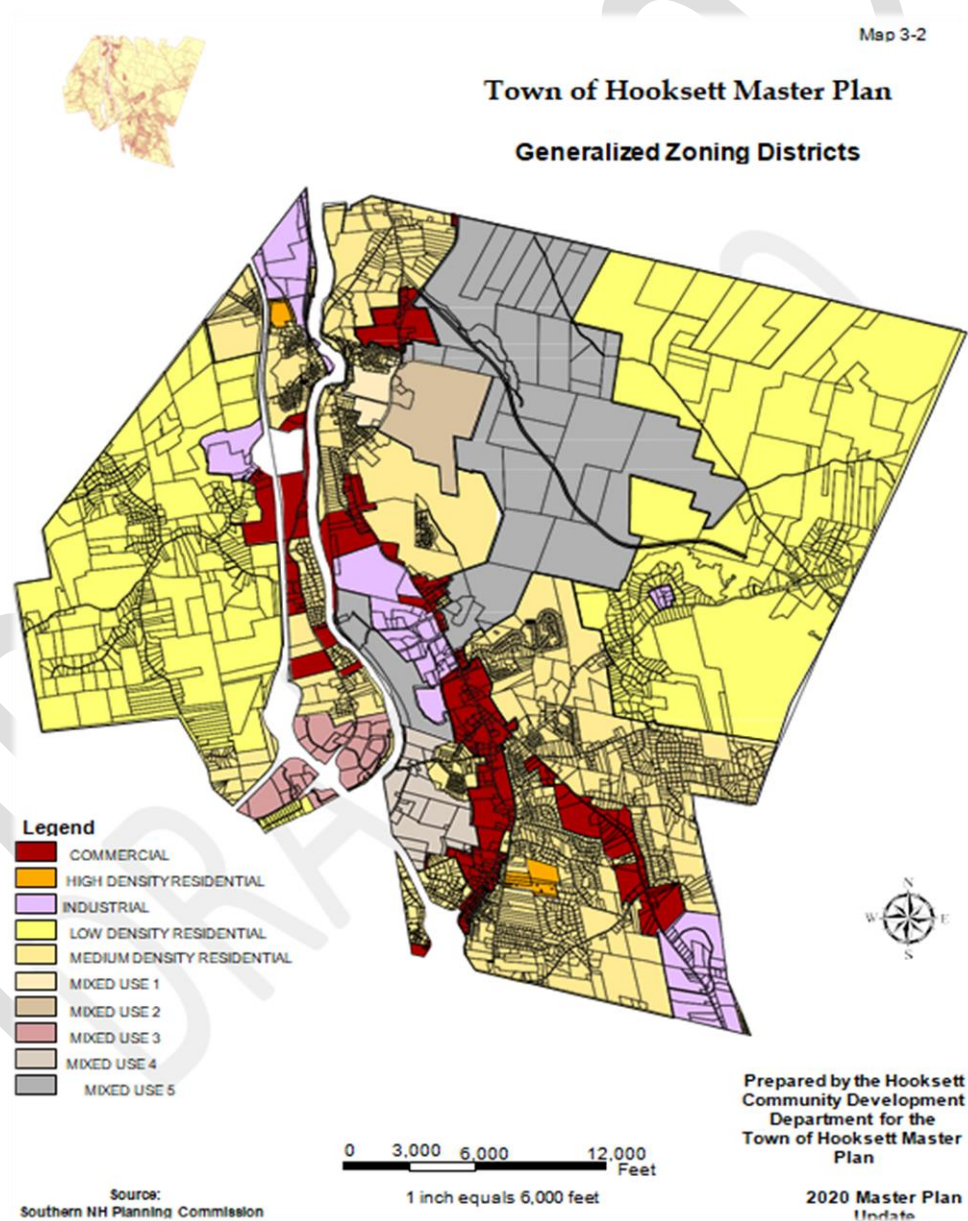 Map 3-2
Town of Hooksett Master Plan
Generalized Zoning Districts
Legend
COMMERCIAL
HIGH DENSITY RESIDENTIAL
INDUSTRIAL
LOW DENSITY RESIDENTIAL
MEDIUM DENSITY RESIDENTIAL
MIXED USE 1
MIXED USE 2
MIXED USE 3
MIXED USE 4
MIXED USE 5
N
W E
S
0 3,000 6,000 12,000
Feet
1 inch equals 6,000 feet
Source:
Southern NH Planning Commission
Prepared by the Hooksett
Community Development
Department for the
Town of Hooksett Master
Plan
2020 Master Plan
Update